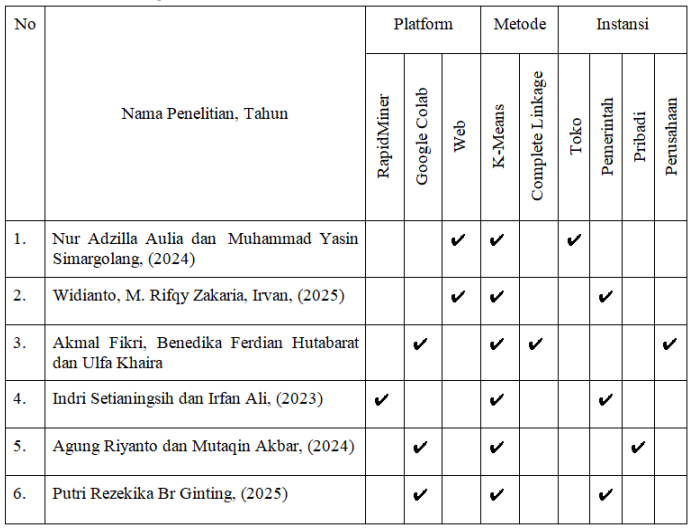 No
Nama Penelitian, Tahun
Platform
Metode
Instansi
RapidMiner
Google Colab
Web
K-Means
Complete Linkage
Toko
Pemerintah
Pribadi
Perusahaan
1. Nur Adzilla Aulia dan Muhammad Yasin ✔ ✔ ✔
Simargolang, (2024)
2. Widianto, M. Rifqy Zakaria, Irvan, (2025) ✔ ✔ ✔
3. Akmal Fikri, Benedika Ferdian Hutabarat ✔ ✔ ✔ ✔
dan Ulfa Khaira
4. Indri Setianingsih dan Irfan Ali, (2023) ✔ ✔ ✔
5. Agung Riyanto dan Mutaqin Akbar, (2024) ✔ ✔ ✔
6. Putri Rezekika Br Ginting, (2025) ✔ ✔ ✔